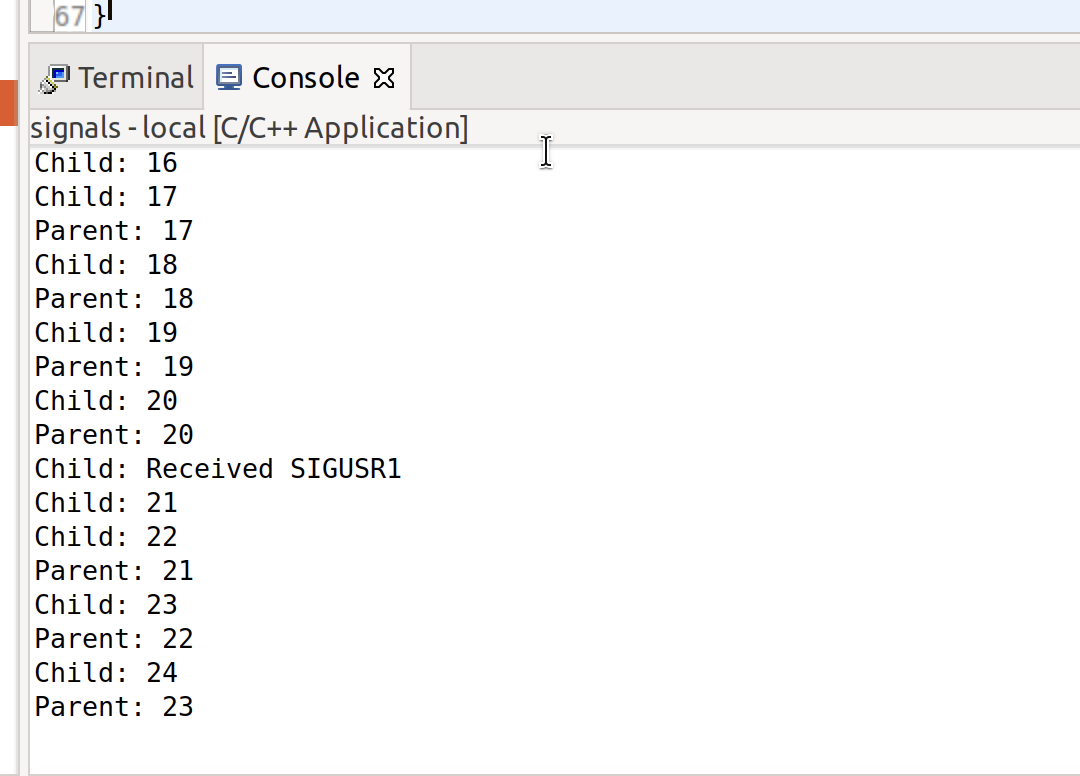 67 }
Terminal Console
signals - local [C/C++ Application]
Child: 16
Child: 17
Parent: 17
Child: 18
Parent: 18
Child: 19
Parent: 19
Child: 20
Parent: 20
Child: Received SIGUSR1
Child: 21
Child: 22
Parent: 21
Child: 23
Parent: 22
Child: 24
Parent: 23